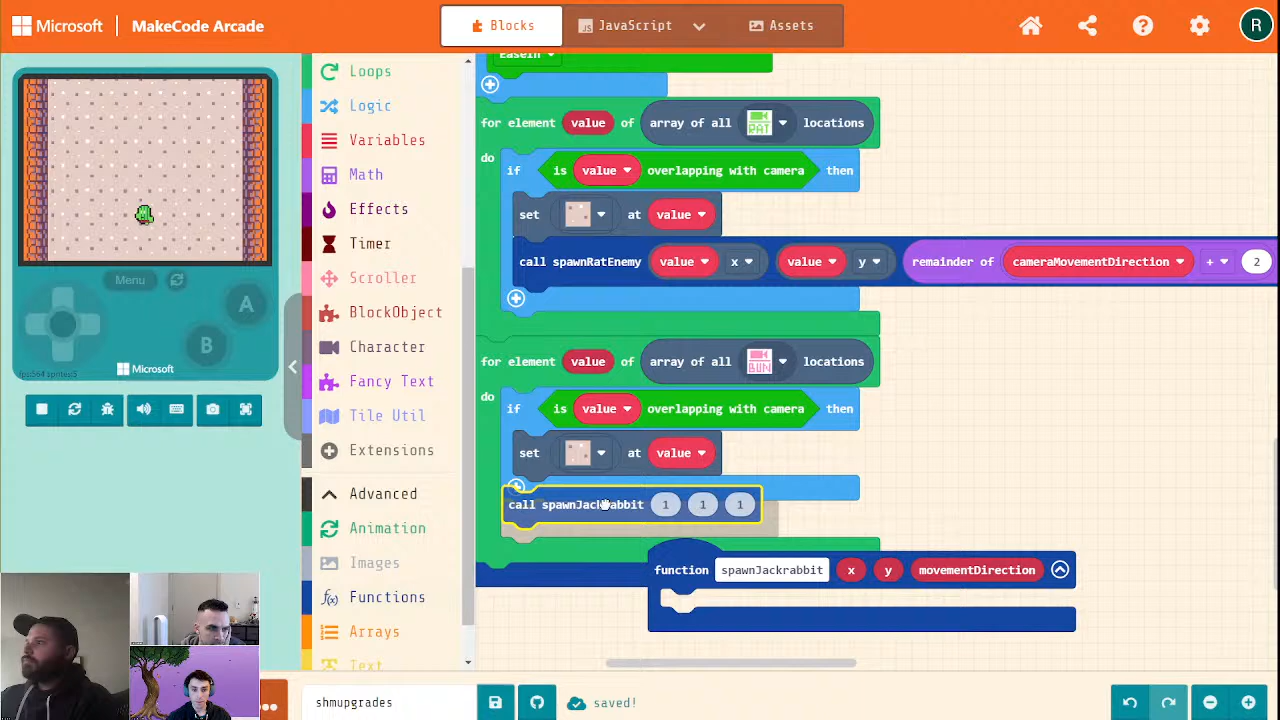 Microsoft
MakeCode Arcade
Blocks
JavaScript
Assets
R
Loops
Logic
Variables
Math
Effects
Timer
Scroller
BlockObject
Character
Fancy Text
Tile Util
Extensions
Advanced
Animation
Images
Functions
Arrays
Text
Menu
A
B
Microsoft
EaseIn
for element value of array of all RAT locations
do
if is value overlapping with camera then
set at value
call spawnRatEnemy value x value y remainder of cameraMovementDirection + 2
for element value of array of all BUN locations
do
if is value overlapping with camera then
set at value
call spawnJackrabbit 1 1 1
function spawnJackrabbit x y movementDirection
shmupgrades
saved!